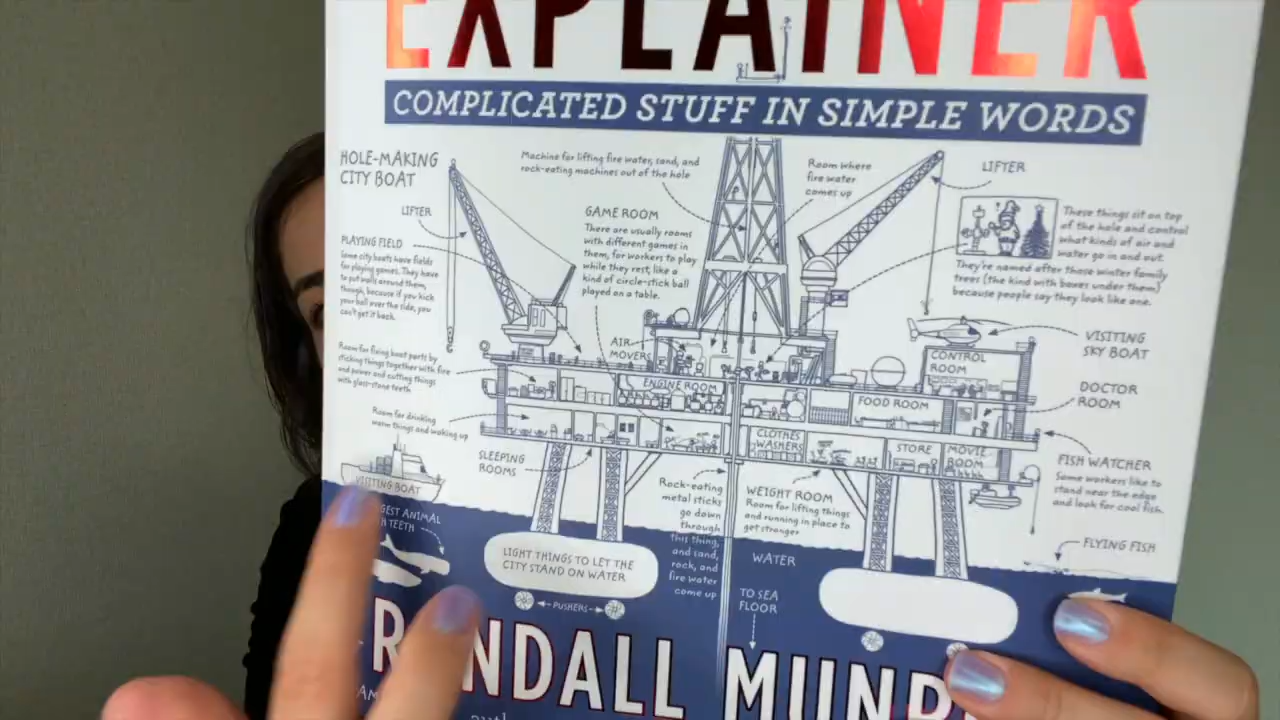 EXPLAINER
COMPLICATED STUFF IN SIMPLE WORDS
HOLE-MAKING
CITY BOAT
LIFTER
PLAYING FIELD
Some city boats have fields
for playing games. They have
to put walls around them,
though, because if you kick
your ball over the side, you
can't get it back.
Room for fixing boat parts by
sticking things together with fire
and power and cutting things
with glass-stone teeth
Room for drinking
warm things and waking up
SLEEPING
ROOMS
VISITING BOAT
ANIMAL
TEETH
Machine for lifting fire water, sand, and
rock-eating machines out of the hole
GAME ROOM
There are usually rooms
with different games in
them, for workers to play
while they rest, like a
kind of circle-stick ball
played on a table.
AIR
MOVERS
ENGINE ROOM
Room where
fire water
comes up
LIFTER
These things sit on top
of the hole and control
what kinds of air and
water go in and out.
They're named after those winter family
trees (the kind with boxes under them)
because people say they look like one.
VISITING
SKY BOAT
CONTROL
ROOM
DOCTOR
ROOM
FOOD ROOM
CLOTHES
WASHERS
STORE
MOVIE
ROOM
FISH WATCHER
Some workers like to
stand near the edge
and look for cool fish.
FLYING FISH
Rock-eating
metal sticks
go down
through
this thing,
and sand,
rock, and
fire water
come up
WEIGHT ROOM
Room for lifting things
and running in place to
get stronger
WATER
TO SEA
FLOOR
LIGHT THINGS TO LET THE
CITY STAND ON WATER
PUSHERS